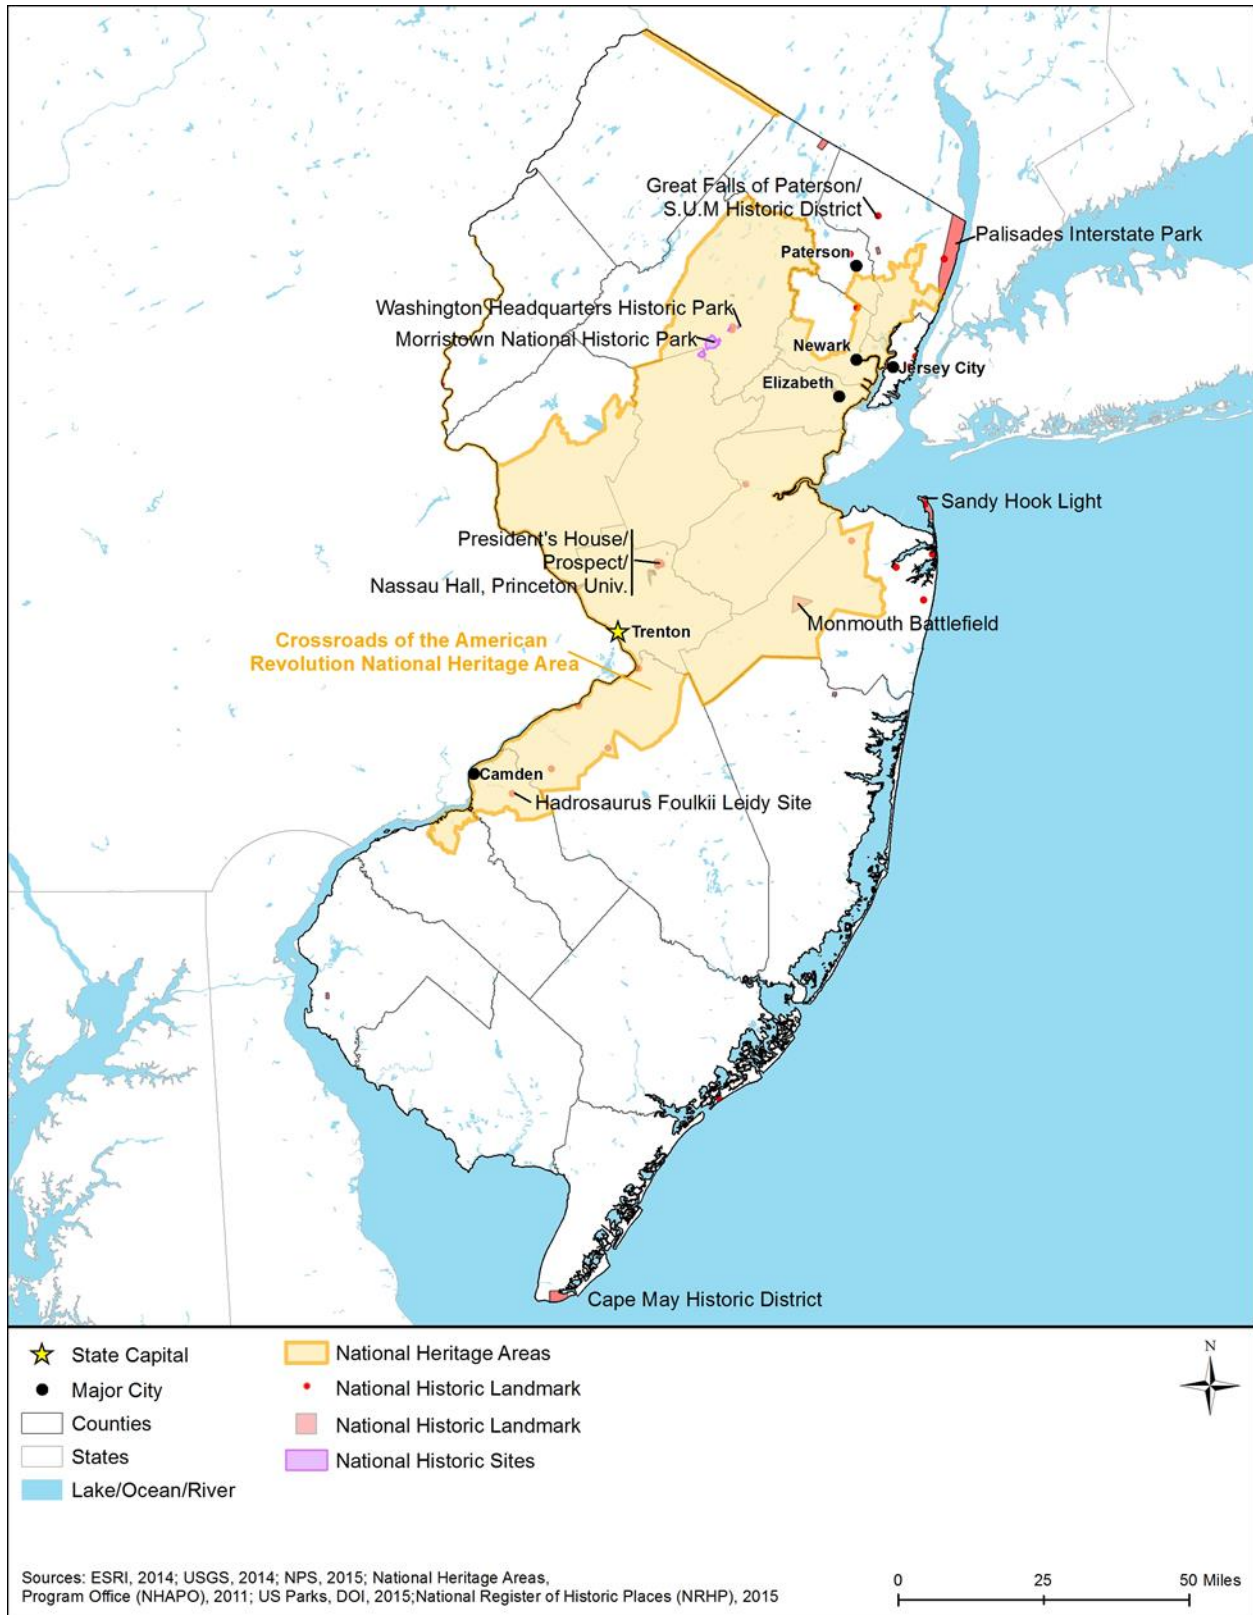 Great Falls of Paterson/
S.U.M Historic District
Palisades Interstate Park
Paterson
Washington Headquarters Historic Park
Morristown National Historic Park
Newark
Jersey City
Elizabeth
Sandy Hook Light
President's House/
Prospect/
Nassau Hall, Princeton Univ.
Monmouth Battlefield
Trenton
Crossroads of the American
Revolution National Heritage Area
Camden
Hadrosaurus Foulkii Leidy Site
Cape May Historic District
State Capital
Major City
Counties
States
Lake/Ocean/River
National Heritage Areas
National Historic Landmark
National Historic Landmark
National Historic Sites
N
Sources: ESRI, 2014; USGS, 2014; NPS, 2015; National Heritage Areas,
Program Office (NHAPO), 2011; US Parks, DOI, 2015;National Register of Historic Places (NRHP), 2015
0 25 50 Miles